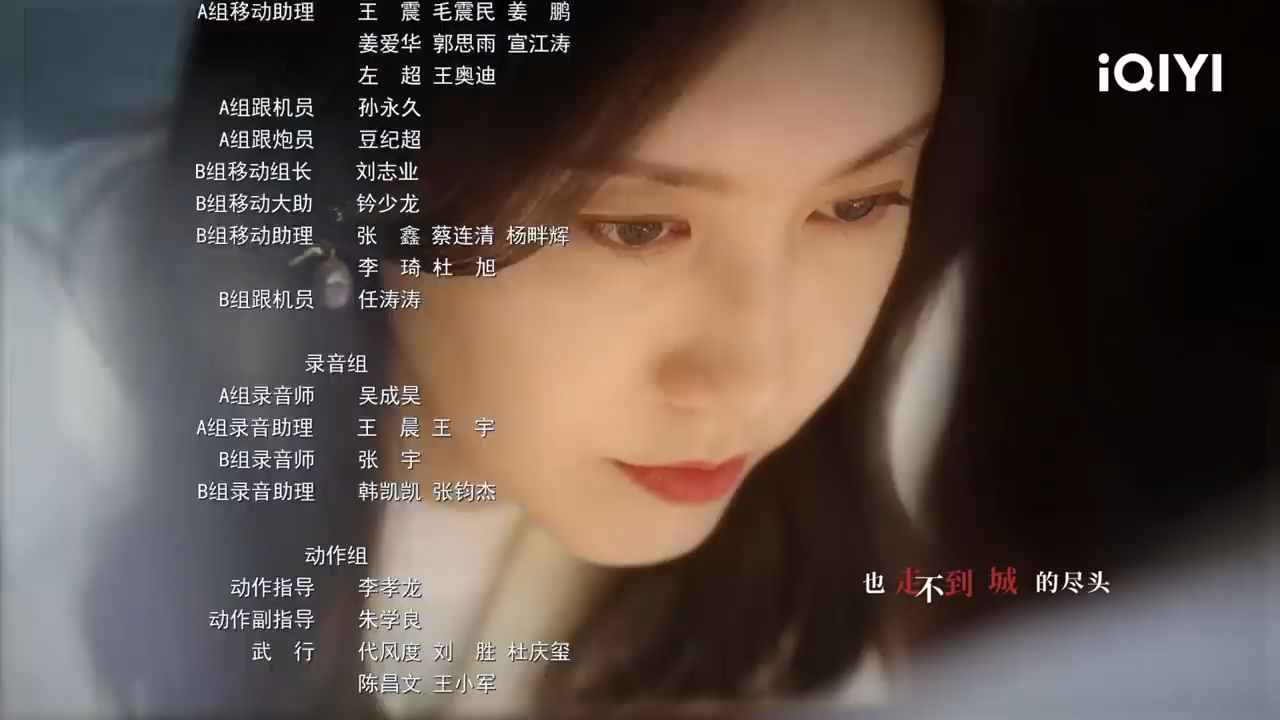 A组移动助理 王 震 毛震民 姜 鹏
iQIYI
姜爱华 郭思雨 宣江涛
左 超 王奥迪
A组跟机员 孙永久
A组跟炮员 豆纪超
B组移动组长 刘志业
B组移动大助 钤少龙
B组移动助理 张 鑫 蔡连清 杨畔辉
李 琦 杜 旭
B组跟机员 任涛涛
录音组
A组录音师 吴成昊
A组录音助理 王 晨 王 宇
B组录音师 张 宇
B组录音助理 韩凯凯 张钧杰
动作组
动作指导 李孝龙
也走不到城的尽头
动作副指导 朱学良
武 行 代风度 刘 胜 杜庆玺
陈昌文 王小军